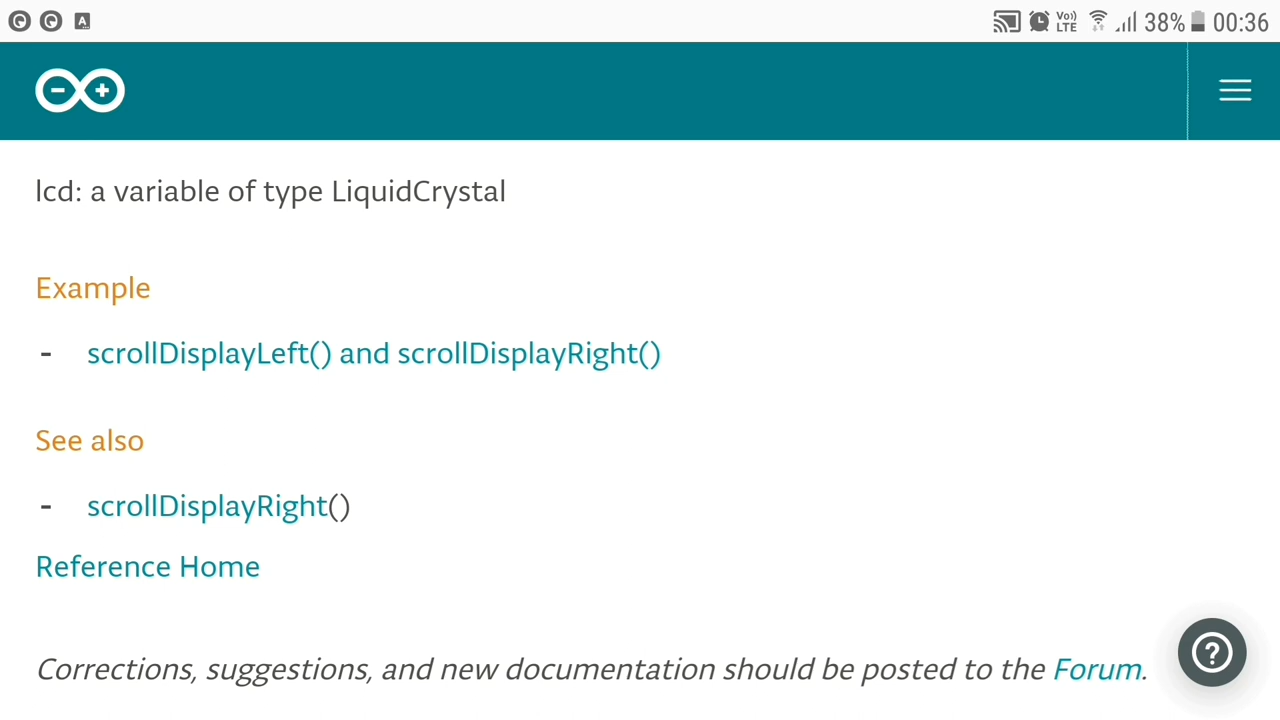 A
Vo)) LTE 38% 00:36
lcd: a variable of type LiquidCrystal
Example
- scrollDisplayLeft() and scrollDisplayRight()
See also
- scrollDisplayRight()
Reference Home
Corrections, suggestions, and new documentation should be posted to the Forum.
?